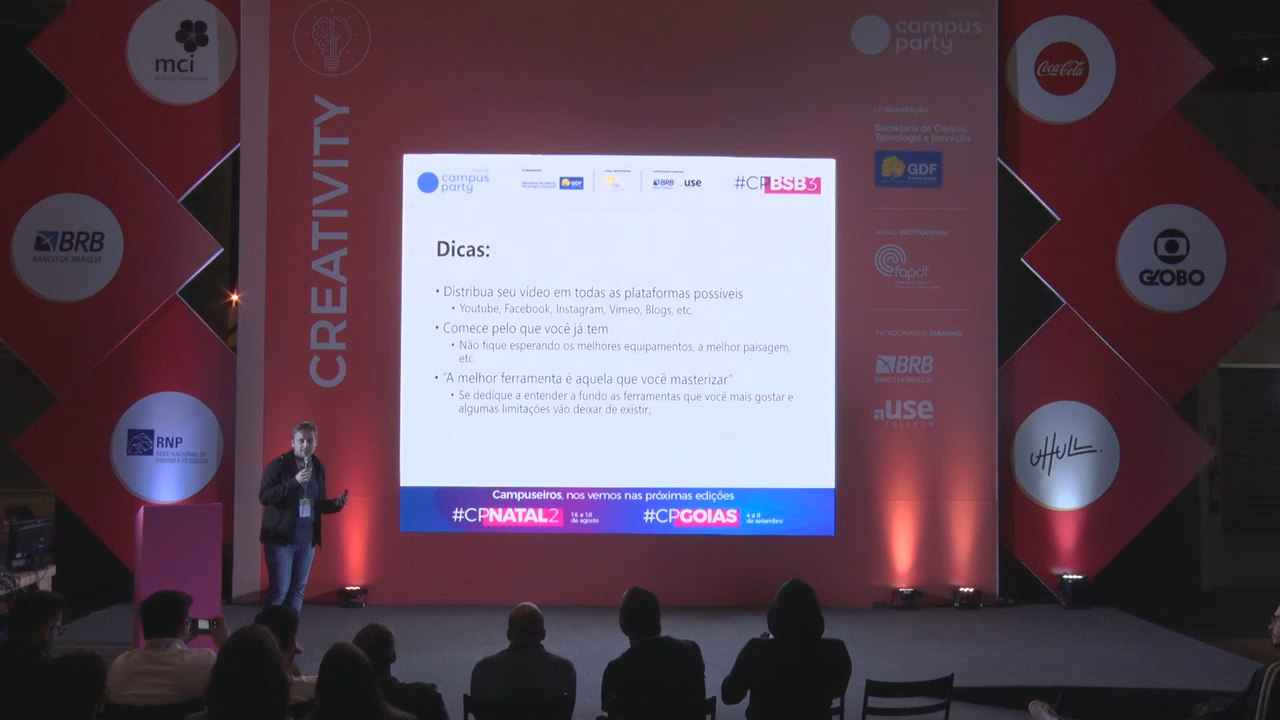 mci
BRB
BANCO DE BRASÍLIA
RNP
REDE NACIONAL DE
ENSINO E PESQUISA
CREATIVITY
campus
party
#CPBSB3
GDF
BRB
use
Dicas:
• Distribua seu vídeo em todas as plataformas possíveis
• Youtube, Facebook, Instagram, Vimeo, Blogs, etc.
• Comece pelo que você já tem
• Não fique esperando os melhores equipamentos, a melhor paisagem,
etc.
• "A melhor ferramenta é aquela que você masterizar"
• Se dedique a entender a fundo as ferramentas que você mais gostar e
algumas limitações vão deixar de existir;
Campuseiros, nos vemos nas próximas edições
#CPNATAL2
16 a 18
de agosto
#CPGOIAS
4 a 8
de setembro
campus
party
CO REALIZAÇÃO
Secretaria de Ciência,
Tecnologia e Inovação
GDF
APOIO INSTITUCIONAL
fapdf
PATROCINADOR DIAMOND
BRB
BANCO DE BRASÍLIA
use
TELECOM
Coca-Cola
GLOBO
uHull.